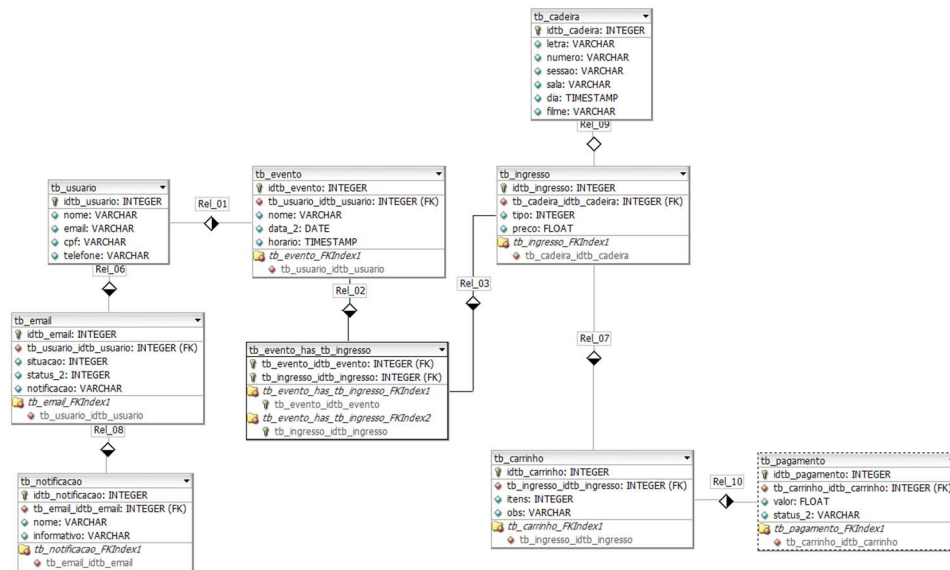 tb_cadeira
idtb_cadeira: INTEGER
letra: VARCHAR
numero: VARCHAR
sessao: VARCHAR
sala: VARCHAR
dia: TIMESTAMP
filme: VARCHAR
Rel_09
tb_usuario
idtb_usuario: INTEGER
nome: VARCHAR
email: VARCHAR
cpf: VARCHAR
telefone: VARCHAR
Rel_01
tb_evento
idtb_evento: INTEGER
tb_usuario_idtb_usuario: INTEGER (FK)
nome: VARCHAR
data_2: DATE
horario: TIMESTAMP
tb_evento_FKIndex1
tb_usuario_idtb_usuario
tb_ingresso
idtb_ingresso: INTEGER
tb_cadeira_idtb_cadeira: INTEGER (FK)
tipo: INTEGER
preco: FLOAT
tb_ingresso_FKIndex1
tb_cadeira_idtb_cadeira
Rel_06
Rel_02
Rel_03
Rel_07
tb_email
idtb_email: INTEGER
tb_usuario_idtb_usuario: INTEGER (FK)
situacao: INTEGER
status_2: INTEGER
notificacao: VARCHAR
tb_email_FKIndex1
tb_usuario_idtb_usuario
tb_evento_has_tb_ingresso
tb_evento_idtb_evento: INTEGER (FK)
tb_ingresso_idtb_ingresso: INTEGER (FK)
tb_evento_has_tb_ingresso_FKIndex1
tb_evento_idtb_evento
tb_evento_has_tb_ingresso_FKIndex2
tb_ingresso_idtb_ingresso
Rel_08
tb_notificacao
idtb_notificacao: INTEGER
tb_email_idtb_email: INTEGER (FK)
nome: VARCHAR
informativo: VARCHAR
tb_notificacao_FKIndex1
tb_email_idtb_email
tb_carrinho
idtb_carrinho: INTEGER
tb_ingresso_idtb_ingresso: INTEGER (FK)
itens: INTEGER
obs: VARCHAR
tb_carrinho_FKIndex1
tb_ingresso_idtb_ingresso
Rel_10
tb_pagamento
idtb_pagamento: INTEGER
tb_carrinho_idtb_carrinho: INTEGER (FK)
valor: FLOAT
status_2: VARCHAR
tb_pagamento_FKIndex1
tb_carrinho_idtb_carrinho